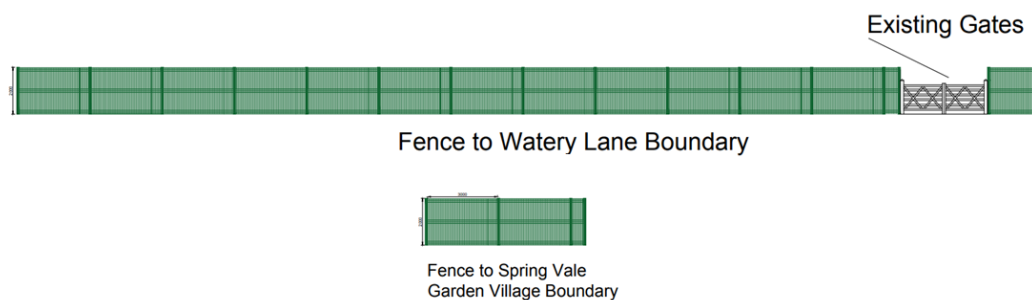 Existing Gates
Fence to Watery Lane Boundary
Fence to Spring Vale
Garden Village Boundary